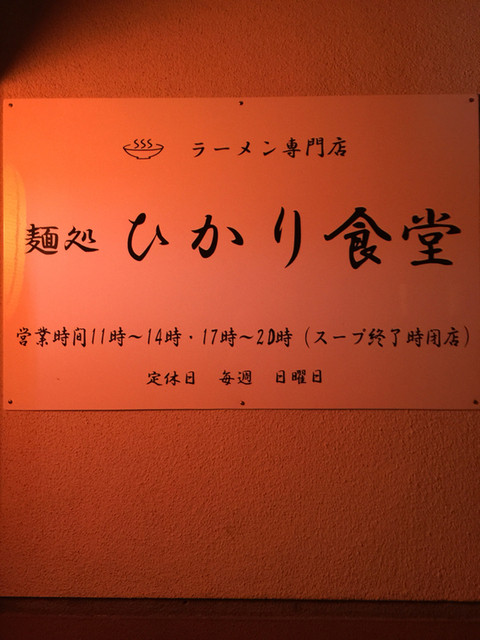 ラーメン専門店
麺処 ひかり食堂
営業時間11時～14時・17時～20時（スープ終了時閉店）
定休日 毎週 日曜日